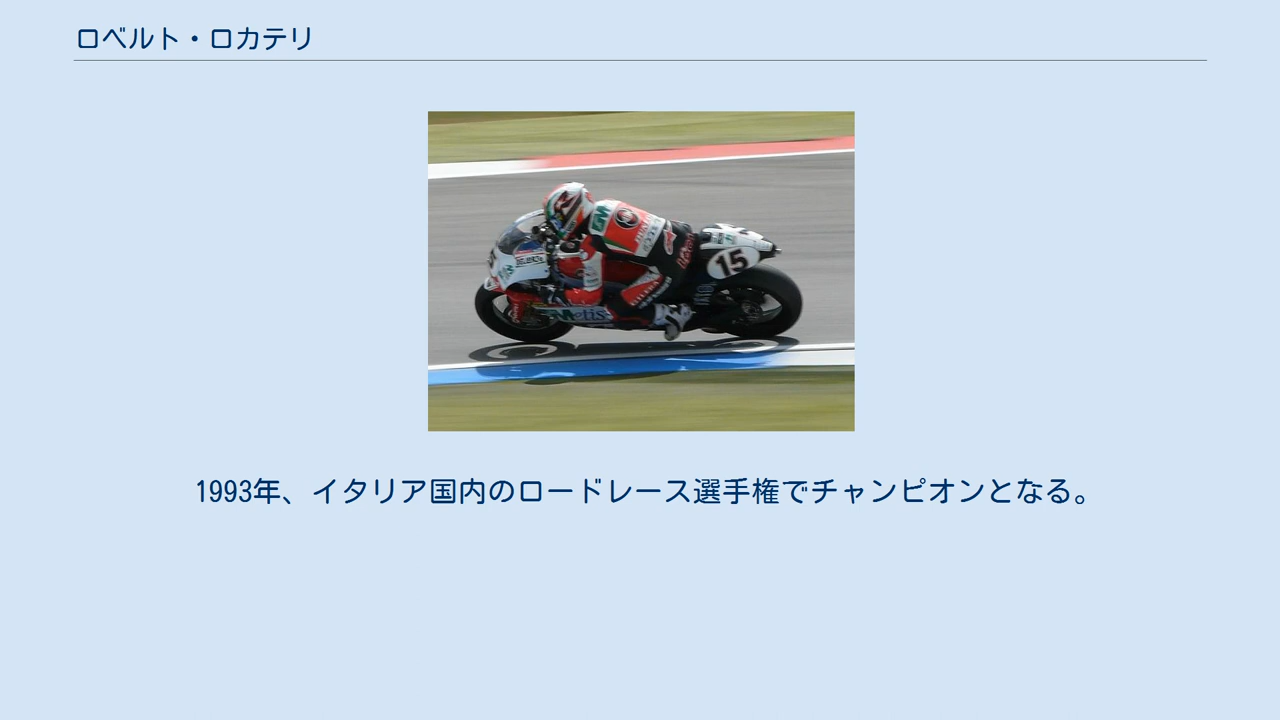 ロベルト・ロカテリ
15
Metis
1993年、イタリア国内のロードレース選手権でチャンピオンとなる。